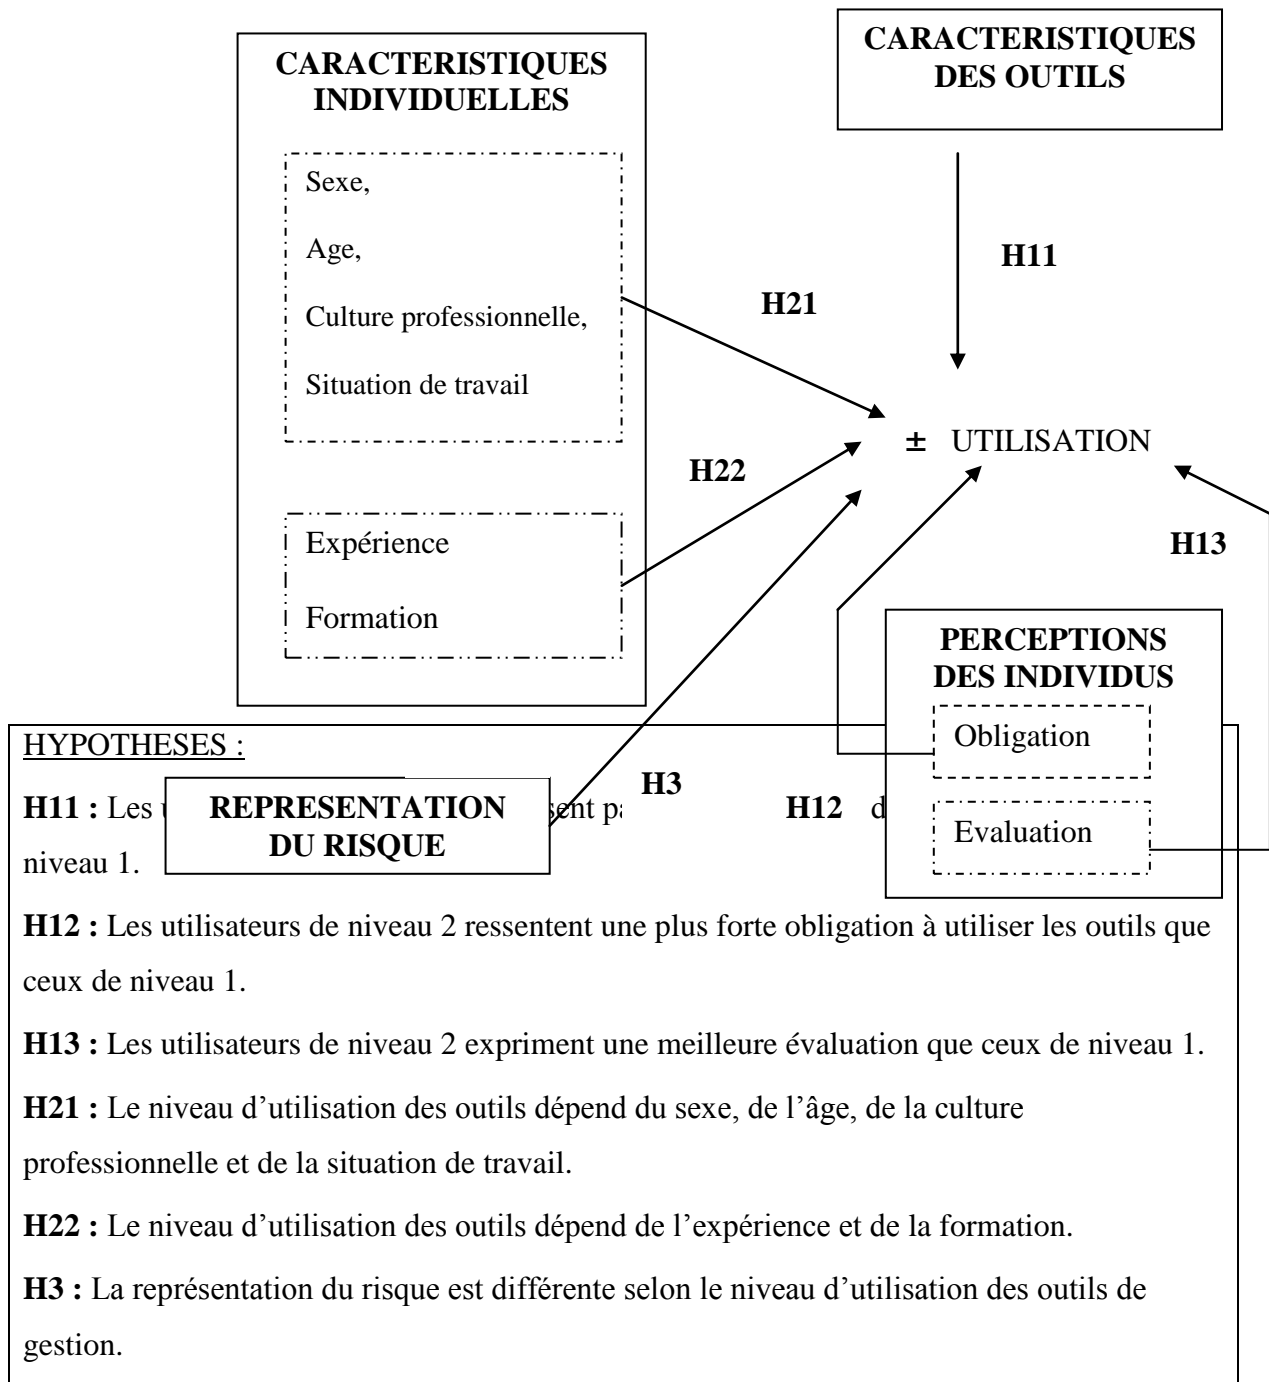 CARACTERISTIQUES
INDIVIDUELLES
Sexe,
Age,
Culture professionnelle,
Situation de travail
Expérience
Formation
CARACTERISTIQUES
DES OUTILS
H11
H21
± UTILISATION
H22
H13
PERCEPTIONS
DES INDIVIDUS
Obligation
Evaluation
H3
H12
REPRESENTATION
DU RISQUE
HYPOTHESES :
H11 : Les
niveau 1.
H12 : Les utilisateurs de niveau 2 ressentent une plus forte obligation à utiliser les outils que
ceux de niveau 1.
H13 : Les utilisateurs de niveau 2 expriment une meilleure évaluation que ceux de niveau 1.
H21 : Le niveau d’utilisation des outils dépend du sexe, de l’âge, de la culture
professionnelle et de la situation de travail.
H22 : Le niveau d’utilisation des outils dépend de l’expérience et de la formation.
H3 : La représentation du risque est différente selon le niveau d’utilisation des outils de
gestion.